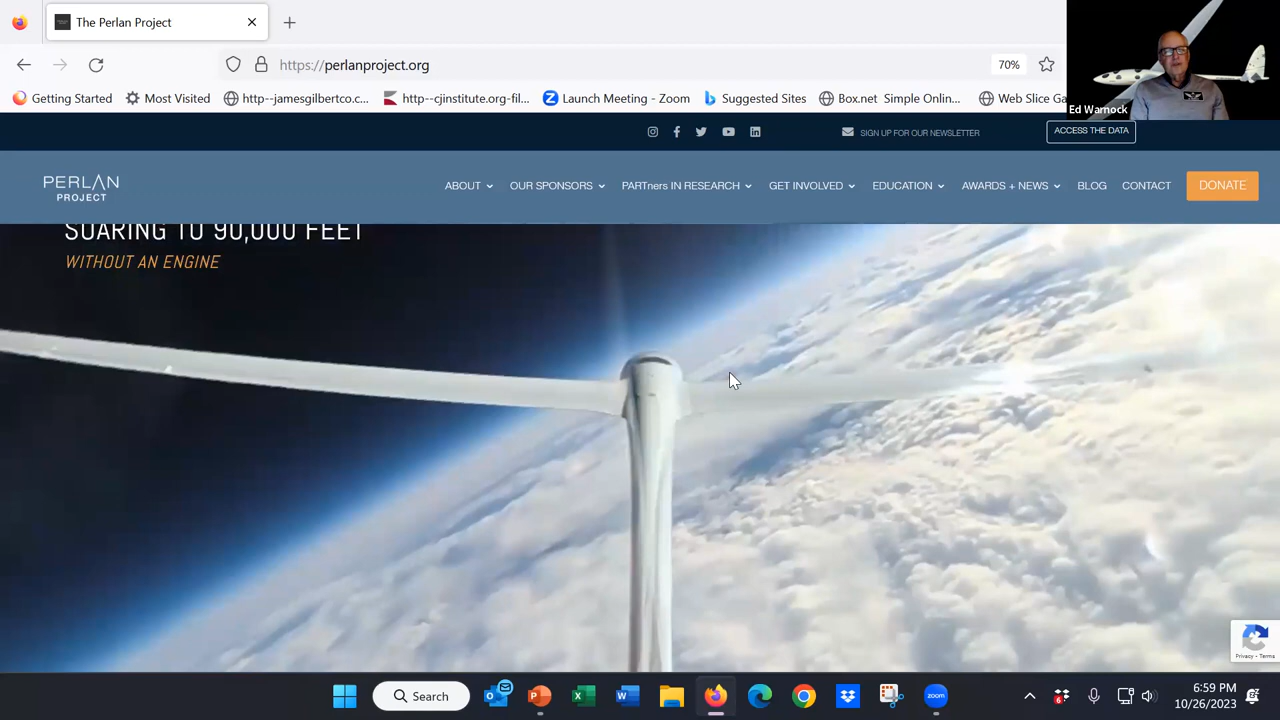 The Perlan Project
https://perlanproject.org
70%
Getting Started
Most Visited
http--jamesgilbertco.c...
http--cjinstitute.org-fil...
Launch Meeting - Zoom
Suggested Sites
Box.net Simple Onlin...
Web Slice Ga
Ed Warnock
SIGN UP FOR OUR NEWSLETTER
ACCESS THE DATA
PERLAN
PROJECT
ABOUT
OUR SPONSORS
PARTners IN RESEARCH
GET INVOLVED
EDUCATION
AWARDS + NEWS
BLOG
CONTACT
DONATE
SOARING TO 90,000 FEET
WITHOUT AN ENGINE
Privacy - Terms
Search
zoom
6:59 PM
10/26/2023